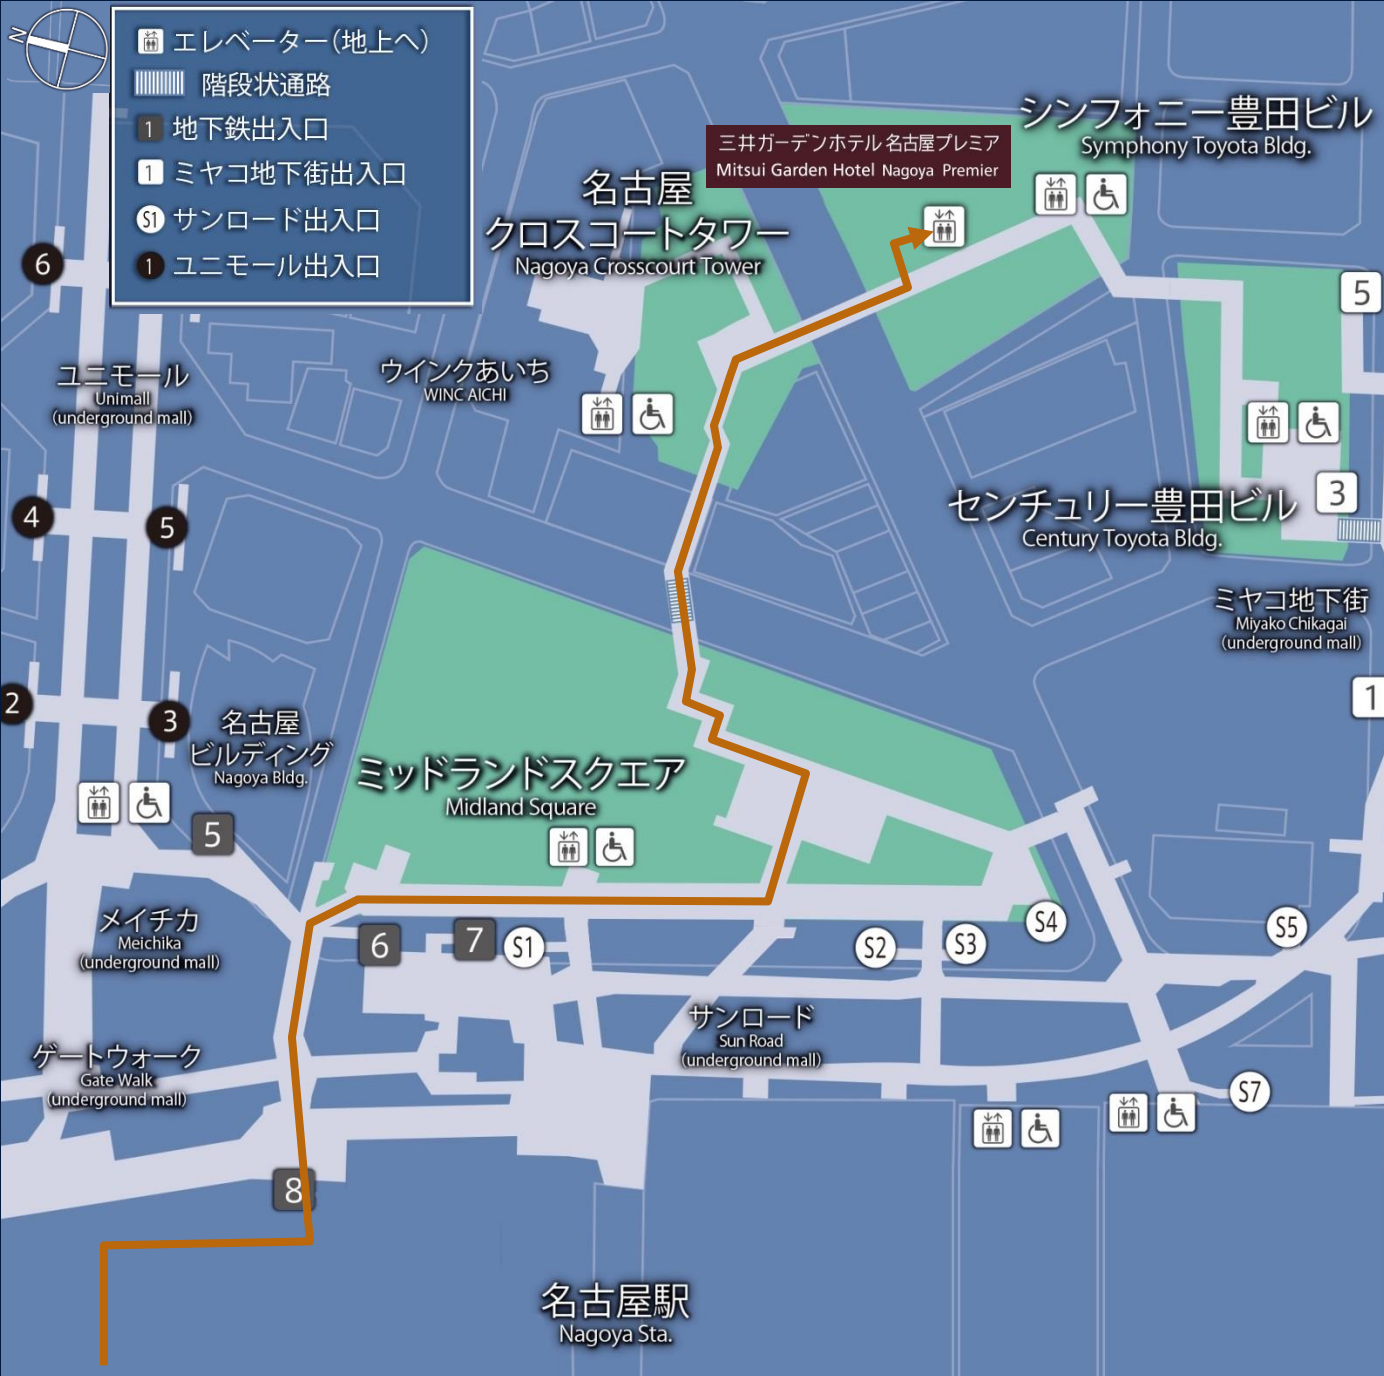 N
エレベーター(地上へ)
階段状通路
1 地下鉄出入口
1 ミヤコ地下街出入口
S1 サンロード出入口
1 ユニモール出入口
シンフォニー豊田ビル
Symphony Toyota Bldg.
三井ガーデンホテル 名古屋プレミア
Mitsui Garden Hotel Nagoya Premier
名古屋
クロスコートタワー
Nagoya Crosscourt Tower
6
5
ユニモール
Unimall
(underground mall)
ウインクあいち
WINC AICHI
4
5
3
センチュリー豊田ビル
Century Toyota Bldg.
ミヤコ地下街
Miyako Chikagai
(underground mall)
2
3
1
名古屋
ビルディング
Nagoya Bldg.
ミッドランドスクエア
Midland Square
5
メイチカ
Meichika
(underground mall)
6
7
S1
S2
S3
S4
S5
サンロード
Sun Road
(underground mall)
ゲートウォーク
Gate Walk
(underground mall)
S7
8
名古屋駅
Nagoya Sta.